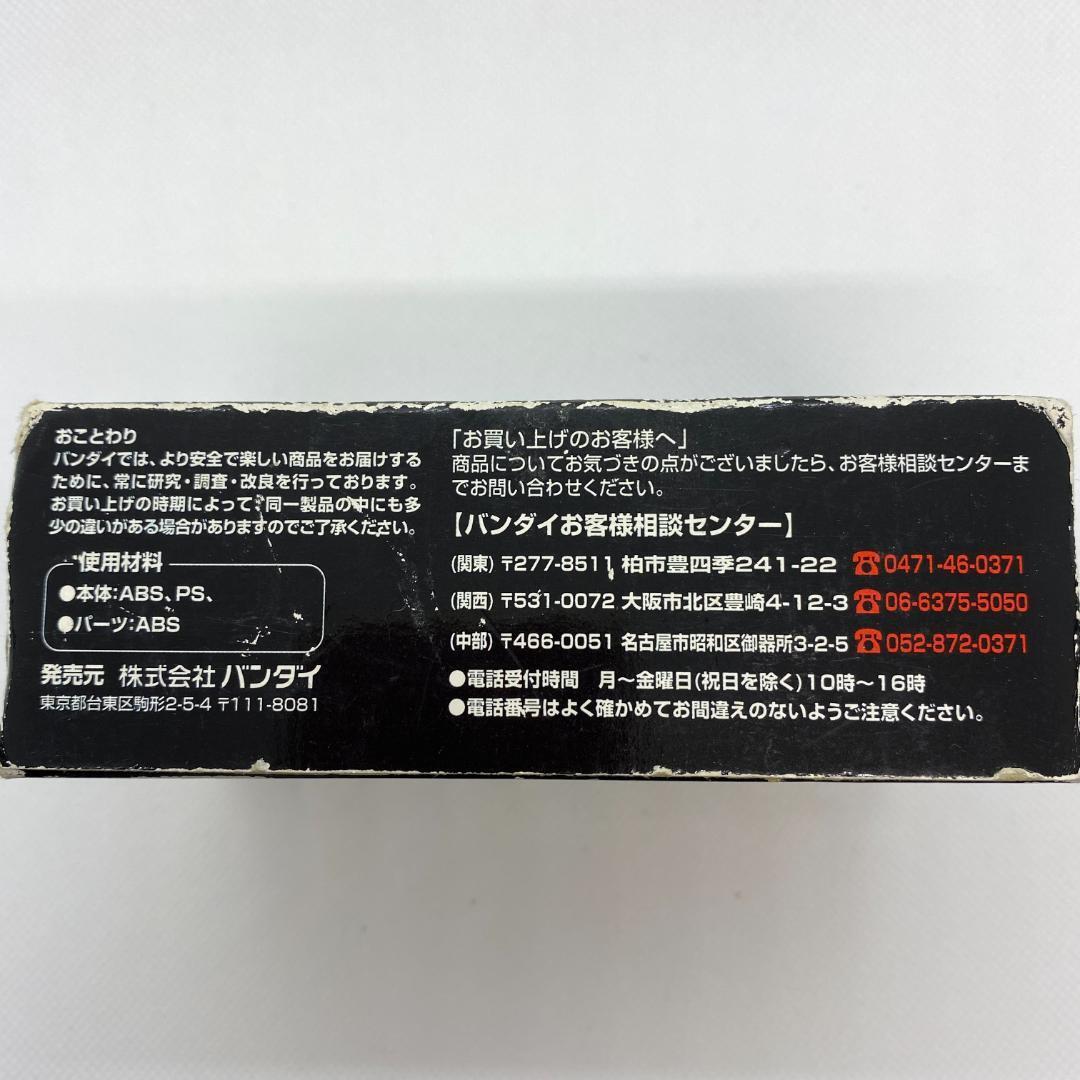 おことわり
バンダイでは、より安全で楽しい商品をお届けする
ために、常に研究・調査・改良を行っております。
お買い上げの時期によって、同一製品の中にも多
少の違いがある場合がありますのでご了承ください。
使用材料
●本体:ABS、PS、
●パーツ:ABS
発売元 株式会社 バンダイ
東京都台東区駒形2-5-4 〒111-8081
「お買い上げのお客様へ」
商品についてお気づきの点がございましたら、お客様相談センターま
でお問い合わせください。
【バンダイお客様相談センター】
(関東) 〒277-8511 柏市豊四季241-22 ☎0471-46-0371
(関西) 〒531-0072 大阪市北区豊崎4-12-3 ☎06-6375-5050
(中部) 〒466-0051 名古屋市昭和区御器所3-2-5 ☎052-872-0371
●電話受付時間 月〜金曜日(祝日を除く)10時〜16時
●電話番号はよく確かめてお間違えのないようご注意ください。